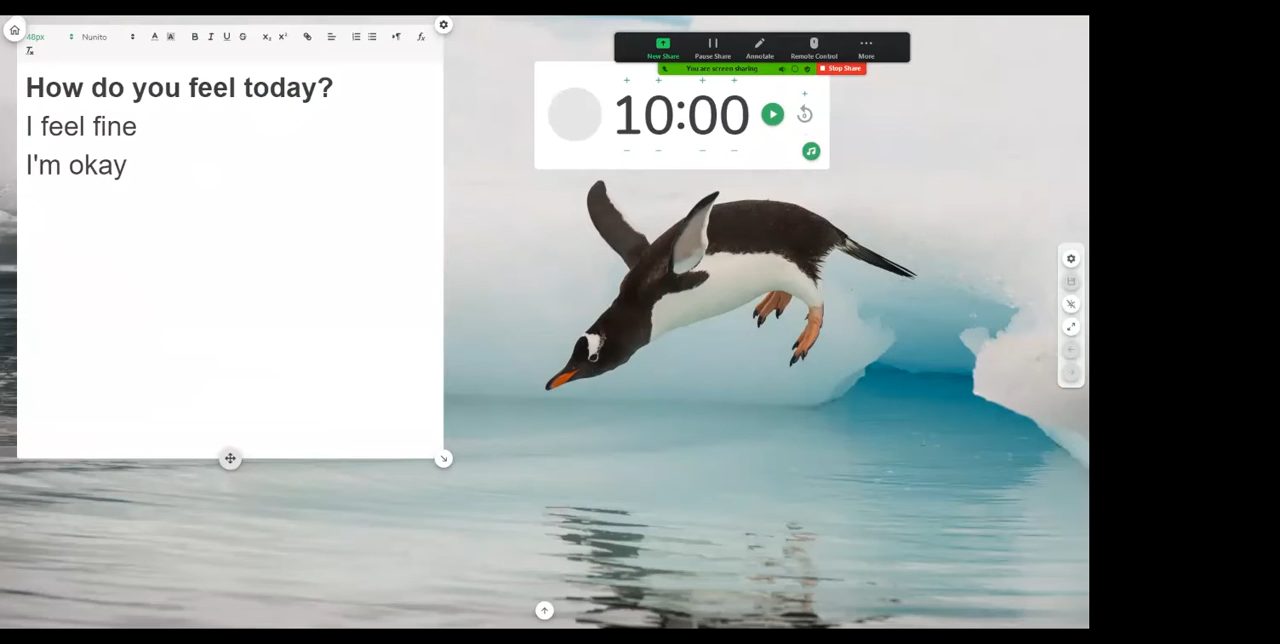 48px Nunito
New Share Pause Share Annotate Remote Control More
You are screen sharing Stop Share
How do you feel today?
I feel fine
I'm okay
10:00